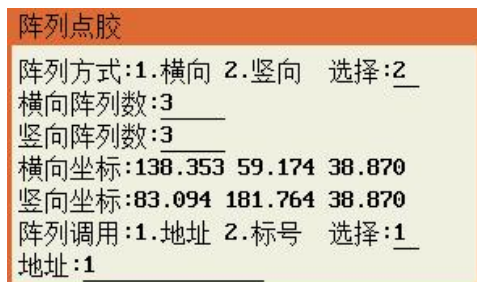 阵列点胶
阵列方式:1.横向 2.竖向 选择:2
横向阵列数:3
竖向阵列数:3
横向坐标:138.353 59.174 38.870
竖向坐标:83.094 181.764 38.870
阵列调用:1.地址 2.标号 选择:1
地址:1